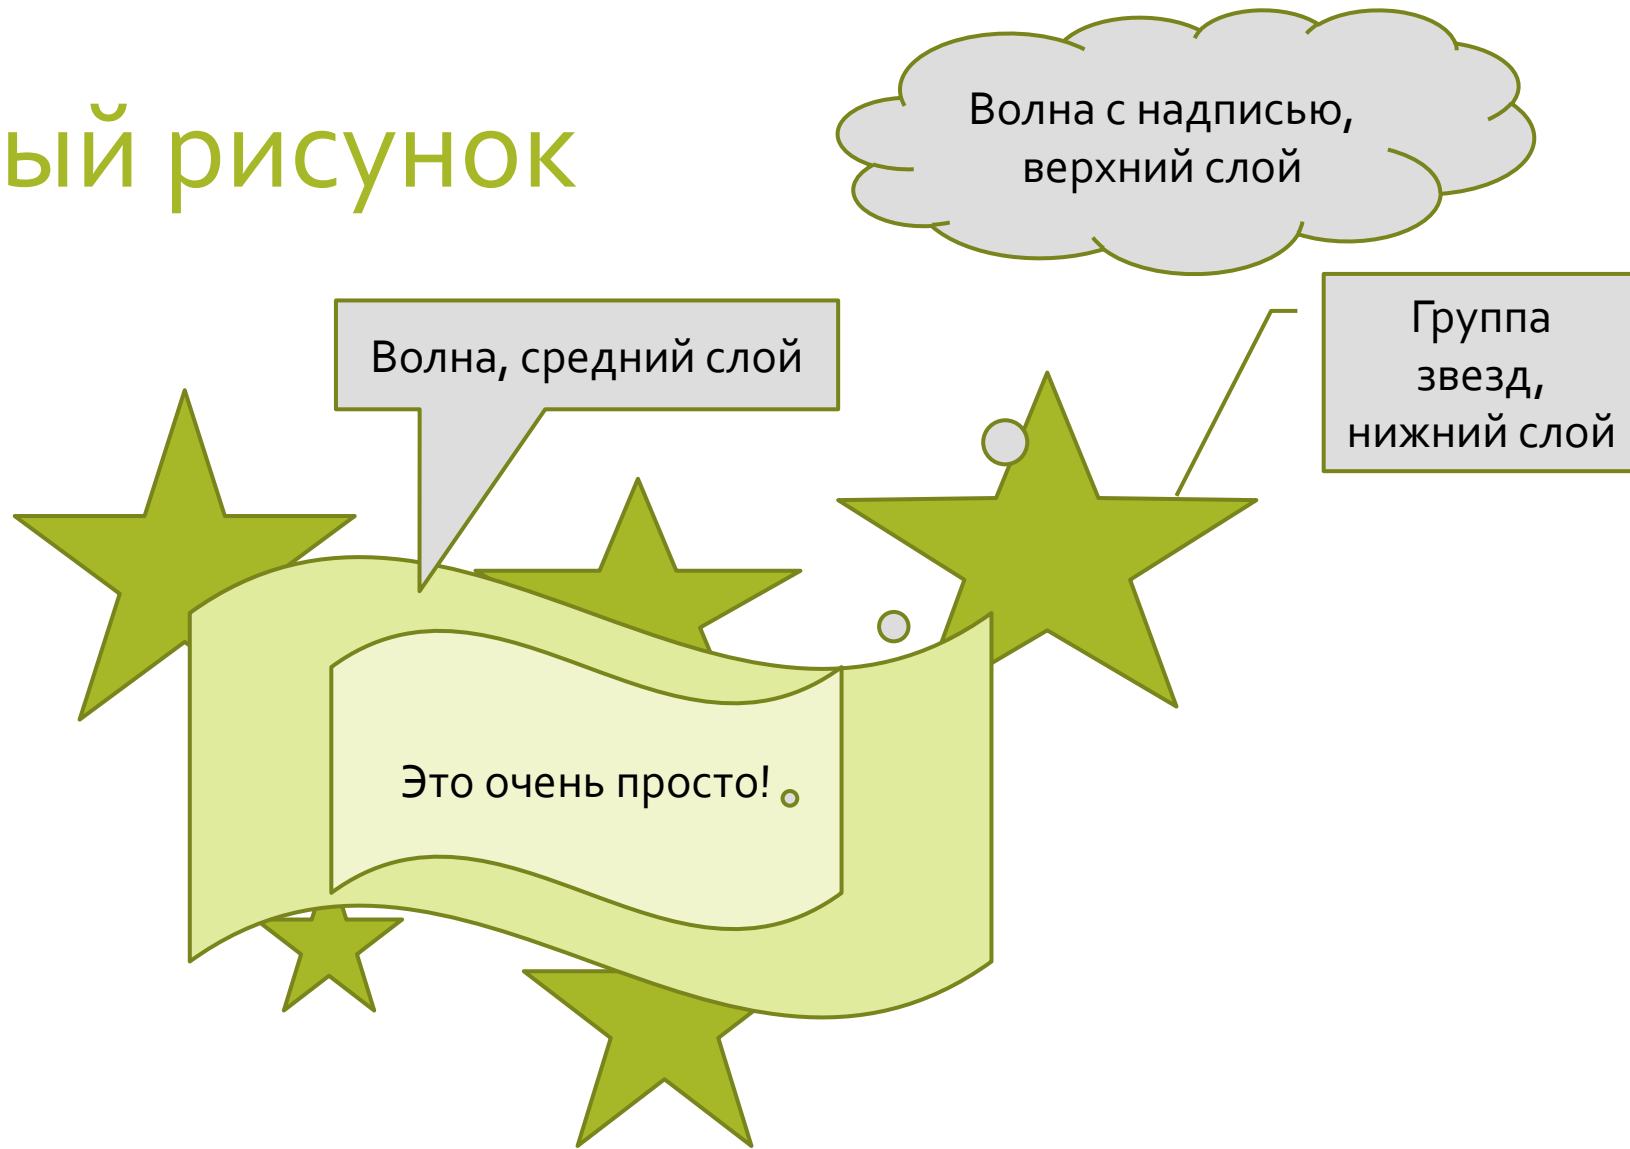 ый рисунок
Волна с надписью,
верхний слой
Волна, средний слой
Группа
звезд,
нижний слой
Это очень просто!